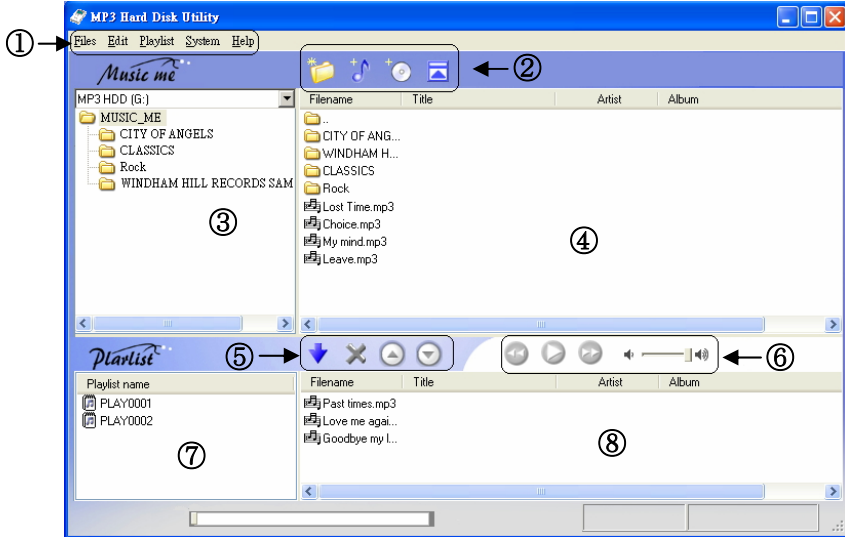 MP3 Hard Disk Utility
① Files Edit Playlist System Help
Music me
②
MP3 HDD (G:)
Filename Title Artist Album
MUSIC_ME
CITY OF ANGELS
CLASSICS
Rock
WINDHAM HILL RECORDS SAM
③
..
CITY OF ANG...
WINDHAM H...
CLASSICS
Rock
Lost Time.mp3
Choice.mp3
My mind.mp3
Leave.mp3
④
Plarlist
⑤
⑥
Playlist name
PLAY0001
PLAY0002
⑦
Filename Title Artist Album
Past times.mp3
Love me agai...
Goodbye my l...
⑧